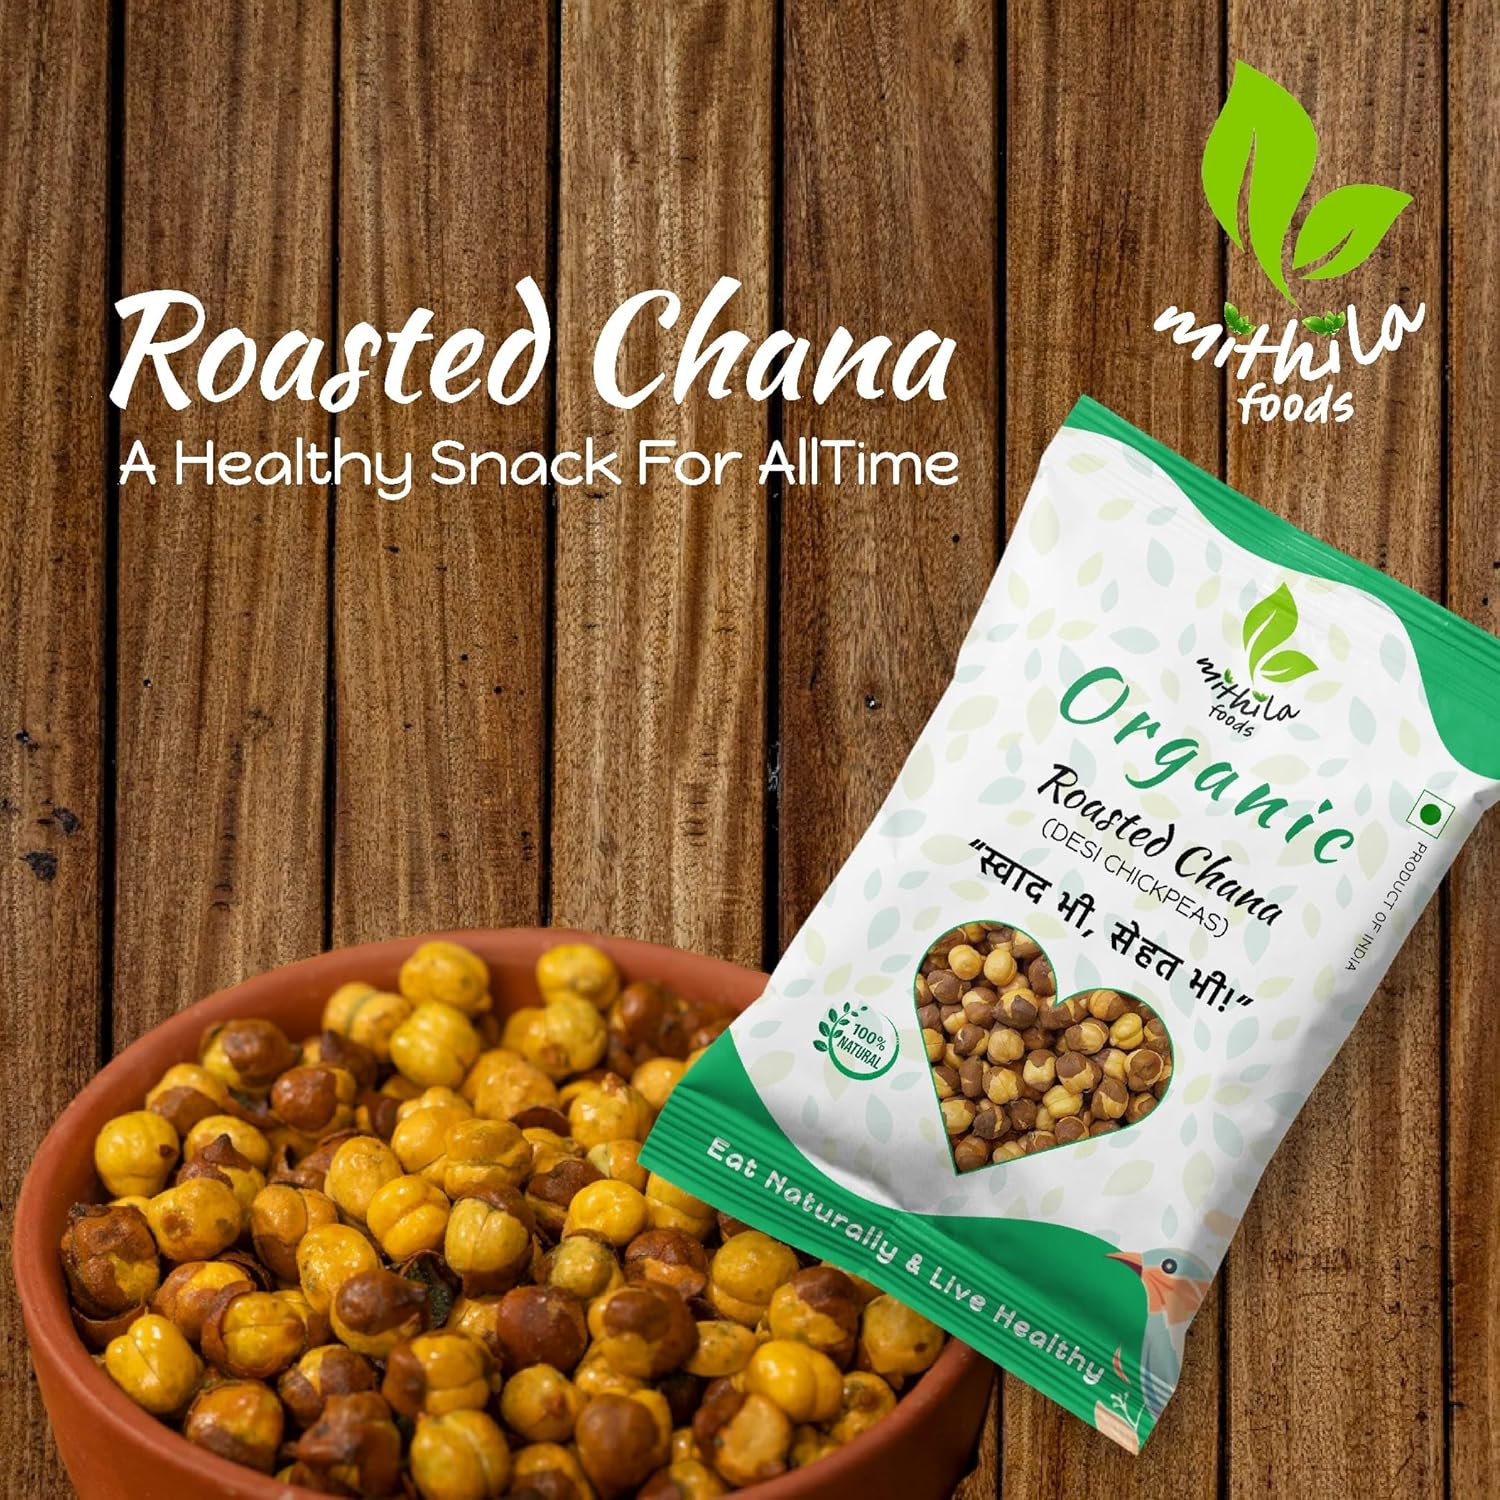 Roasted Chana
A Healthy Snack For AllTime
mithila
foods
mithila
foods
Organic
Roasted Chana
(DESI CHICKPEAS)
"स्वाद भी, सेहत भी!"
PRODUCT OF INDIA
100%
NATURAL
Eat Naturally & Live Healthy